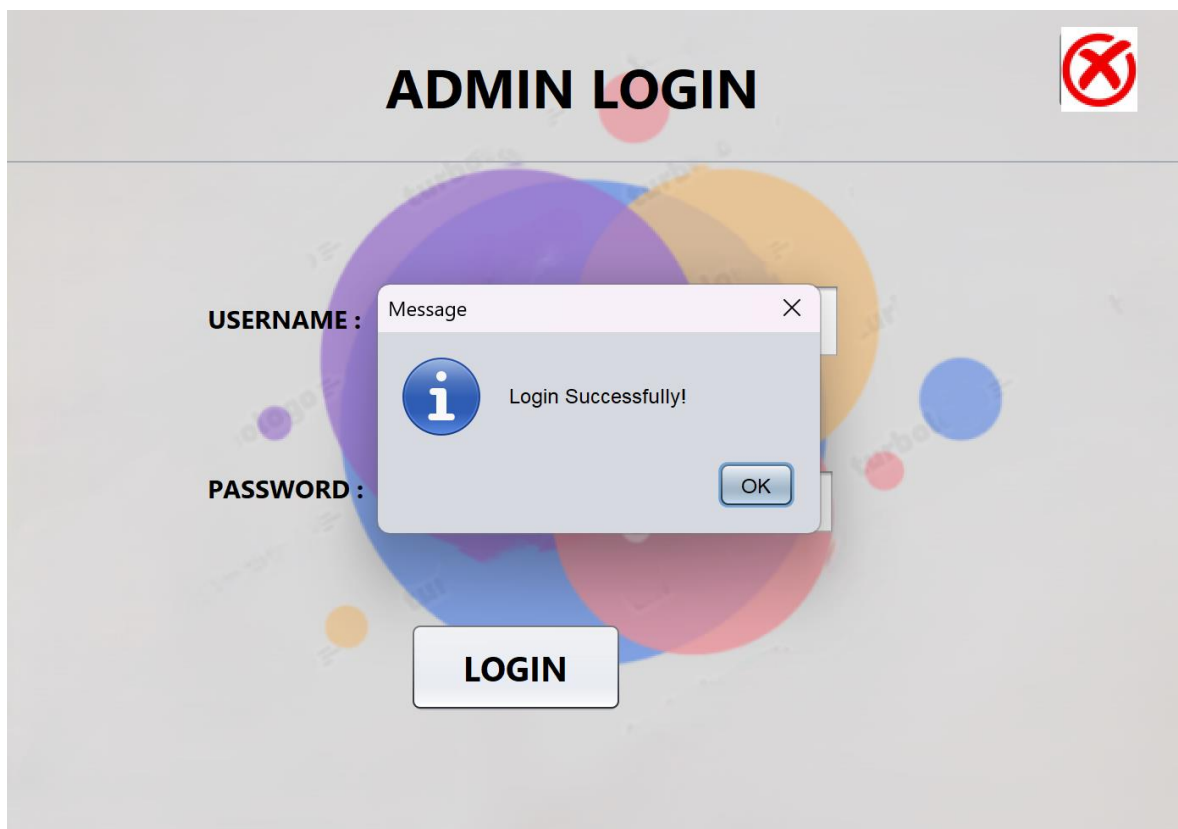 ADMIN LOGIN
USERNAME :
Message
Login Successfully!
OK
PASSWORD :
LOGIN